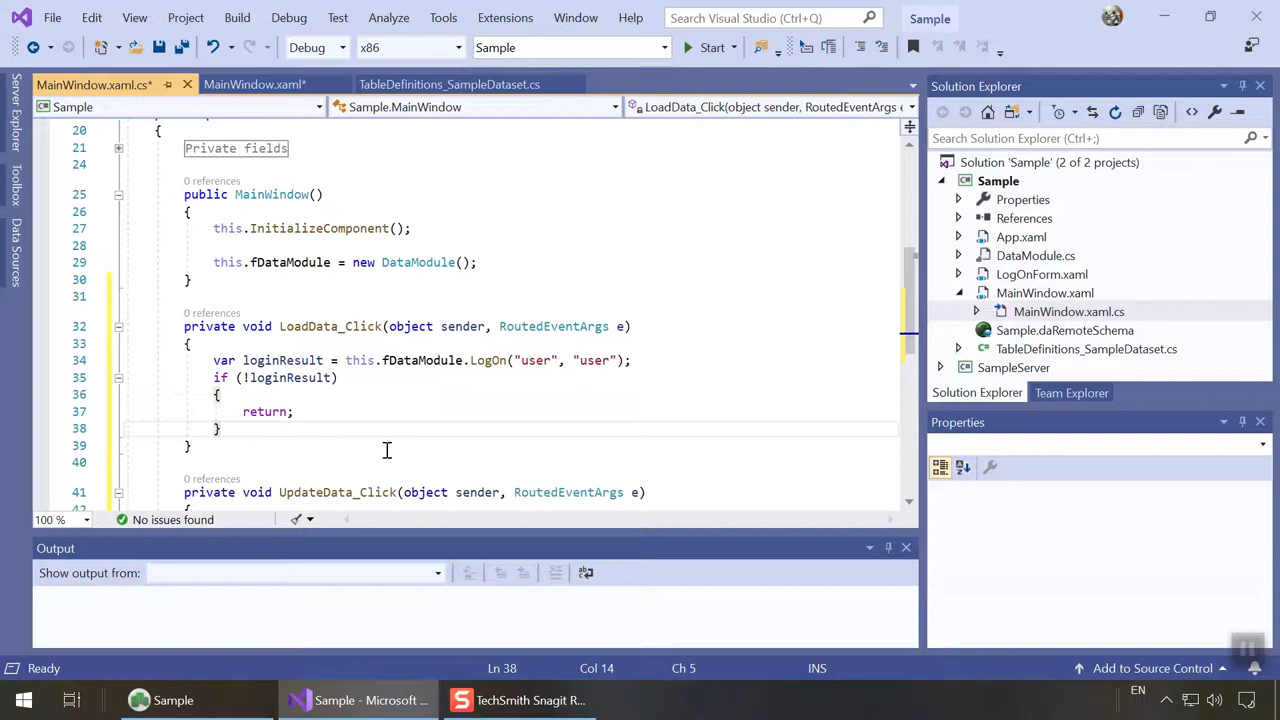 File Edit View Project Build Debug Test Analyze Tools Extensions Window Help Search Visual Studio (Ctrl+Q) Sample
Debug x86 Sample Start
MainWindow.xaml.cs* MainWindow.xaml* TableDefinitions_SampleDataset.cs
Sample Sample.MainWindow LoadData_Click(object sender, RoutedEventArgs e
Server Explorer
Toolbox
Data Sources
20 {
21 Private fields
24
0 references
25 public MainWindow()
26 {
27 this.InitializeComponent();
28
29 this.fDataModule = new DataModule();
30 }
31
0 references
32 private void LoadData_Click(object sender, RoutedEventArgs e)
33 {
34 var loginResult = this.fDataModule.LogOn("user", "user");
35 if (!loginResult)
36 {
37 return;
38 }
39 }
40
0 references
41 private void UpdateData_Click(object sender, RoutedEventArgs e)
42 {
100 % No issues found
Output
Show output from:
Solution Explorer
Search Solution Explorer (Ctrl+;)
Solution 'Sample' (2 of 2 projects)
Sample
Properties
References
App.xaml
DataModule.cs
LogOnForm.xaml
MainWindow.xaml
MainWindow.xaml.cs
Sample.daRemoteSchema
TableDefinitions_SampleDataset.cs
SampleServer
Solution Explorer Team Explorer
Properties
Ready Ln 38 Col 14 Ch 5 INS Add to Source Control
Sample Sample - Microsoft ... TechSmith Snagit R... EN